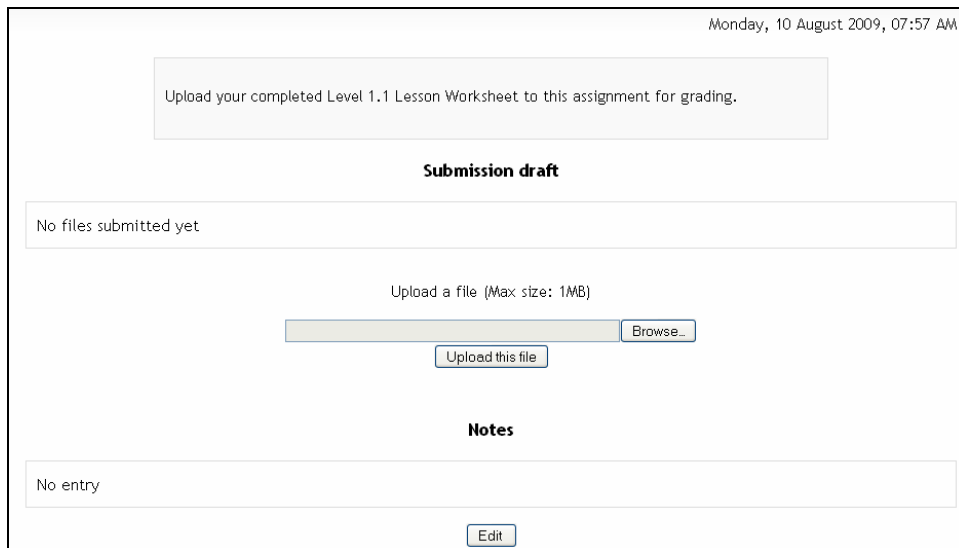 Monday, 10 August 2009, 07:57 AM
Upload your completed Level 1.1 Lesson Worksheet to this assignment for grading.
Submission draft
No files submitted yet
Upload a file (Max size: 1MB)
Browse...
Upload this file
Notes
No entry
Edit